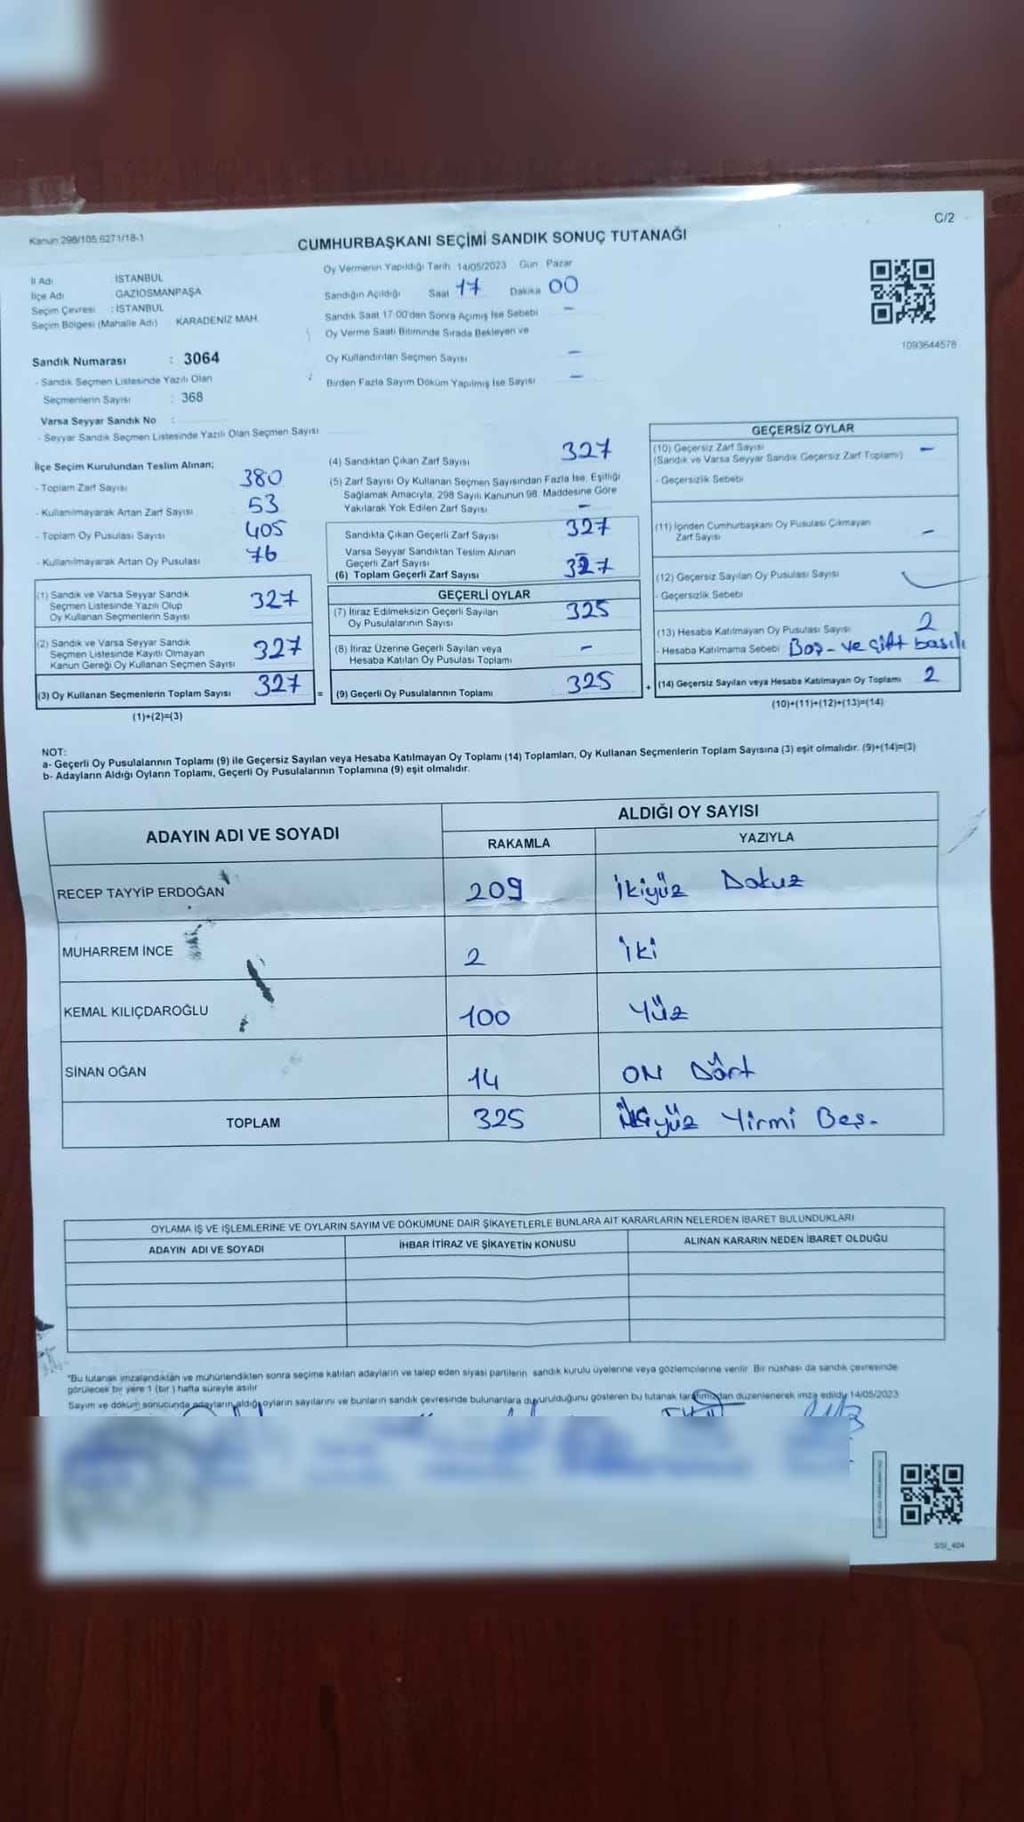 C/2
Kanun 298/105 6271/18-1
CUMHURBAŞKANI SEÇİMİ SANDIK SONUÇ TUTANAĞI
İl Adı İSTANBUL
İlçe Adı GAZİOSMANPAŞA
Seçim Çevresi : İSTANBUL
Seçim Bölgesi (Mahalle Adı) KARADENİZ MAH.
Oy Vermenin Yapıldığı Tarih 14/05/2023 Gün Pazar
Sandığın Açıldığı Saat 17 Dakika 00
Sandık Saat 17:00'den Sonra Açımış İse Sebebi –
Oy Verme Saati Bitiminde Sırada Bekleyen ve
Oy Kullandırılan Seçmen Sayısı –
Birden Fazla Sayım Döküm Yapılmış İse Sayısı –
1093644578
Sandık Numarası : 3064
- Sandık Seçmen Listesinde Yazılı Olan
Seçmenlerin Sayısı : 368
Varsa Seyyar Sandık No :
- Seyyar Sandık Seçmen Listesinde Yazılı Olan Seçmen Sayısı
İlçe Seçim Kurulundan Teslim Alınan;
- Toplam Zarf Sayısı 380
- Kullanılmayarak Artan Zarf Sayısı 53
- Toplam Oy Pusulası Sayısı 405
- Kullanılmayarak Artan Oy Pusulası 76
(1) Sandık ve Varsa Seyyar Sandık
Seçmen Listesinde Yazılı Olup
Oy Kullanan Seçmenlerin Sayısı 327
(2) Sandık ve Varsa Seyyar Sandık
Seçmen Listesinde Kayıtlı Olmayan
Kanun Gereği Oy Kullanan Seçmen Sayısı 327
(3) Oy Kullanan Seçmenlerin Toplam Sayısı 327 =
(1)+(2)=(3)
(4) Sandıktan Çıkan Zarf Sayısı 327
(5) Zarf Sayısı Oy Kullanan Seçmen Sayısından Fazla İse, Eşitliği
Sağlamak Amacıyla, 298 Sayılı Kanunun 98. Maddesine Göre
Yakılarak Yok Edilen Zarf Sayısı –
Sandıkta Çıkan Geçerli Zarf Sayısı 327
Varsa Seyyar Sandıktan Teslim Alınan
Geçerli Zarf Sayısı –
(6) Toplam Geçerli Zarf Sayısı 327
GEÇERLİ OYLAR
(7) İtiraz Edilmeksizin Geçerli Sayılan
Oy Pusulalarının Sayısı 325
(8) İtiraz Üzerine Geçerli Sayılan veya
Hesaba Katılan Oy Pusulası Toplamı –
(9) Geçerli Oy Pusulalarının Toplamı 325 +
GEÇERSİZ OYLAR
(10) Geçersiz Zarf Sayısı –
(Sandık ve Varsa Seyyar Sandık Geçersiz Zarf Toplamı)
- Geçersizlik Sebebi
(11) İçinden Cumhurbaşkanı Oy Pusulası Çıkmayan
Zarf Sayısı –
(12) Geçersiz Sayılan Oy Pusulası Sayısı
- Geçersizlik Sebebi
(13) Hesaba Katılmayan Oy Pusulası Sayısı 2
- Hesaba Katılmama Sebebi Boş - ve çift basılı
(14) Geçersiz Sayılan veya Hesaba Katılmayan Oy Toplamı 2
(10)+(11)+(12)+(13)=(14)
NOT:
a- Geçerli Oy Pusulalarının Toplamı (9) ile Geçersiz Sayılan veya Hesaba Katılmayan Oy Toplamı (14) Toplamları, Oy Kullanan Seçmenlerin Toplam Sayısına (3) eşit olmalıdır. (9)+(14)=(3)
b- Adayların Aldığı Oyların Toplamı, Geçerli Oy Pusulalarının Toplamına (9) eşit olmalıdır.
ADAYIN ADI VE SOYADI ALDIĞI OY SAYISI
RAKAMLA YAZIYLA
RECEP TAYYİP ERDOĞAN 209 İkiyüz Dokuz
MUHARREM İNCE 2 İki
KEMAL KILIÇDAROĞLU 100 Yüz
SİNAN OĞAN 14 ON Dört
TOPLAM 325 İkiyüz Yirmi Beş.
OYLAMA İŞ VE İŞLEMLERİNE VE OYLARIN SAYIM VE DÖKÜMÜNE DAİR ŞİKAYETLERLE BUNLARA AİT KARARLARIN NELERDEN İBARET BULUNDUKLARI
ADAYIN ADI VE SOYADI İHBAR İTİRAZ VE ŞİKAYETİN KONUSU ALINAN KARARIN NEDEN İBARET OLDUĞU
"Bu tutanak imzalandıktan ve mühürlendikten sonra seçime katılan adayların ve talep eden siyasi partilerin sandık kurulu üyelerine veya gözlemcilerine verilir. Bir nüshası da sandık çevresinde
görülecek bir yere 1 (bir) hafta süreyle asılır
Sayım ve döküm sonucunda adayların aldığı oyların sayılarını ve bunların sandık çevresinde bulunanlara duyurulduğunu gösteren bu tutanak tarafımızdan düzenlenerek imza edildi. 14/05/2023
SSI_404